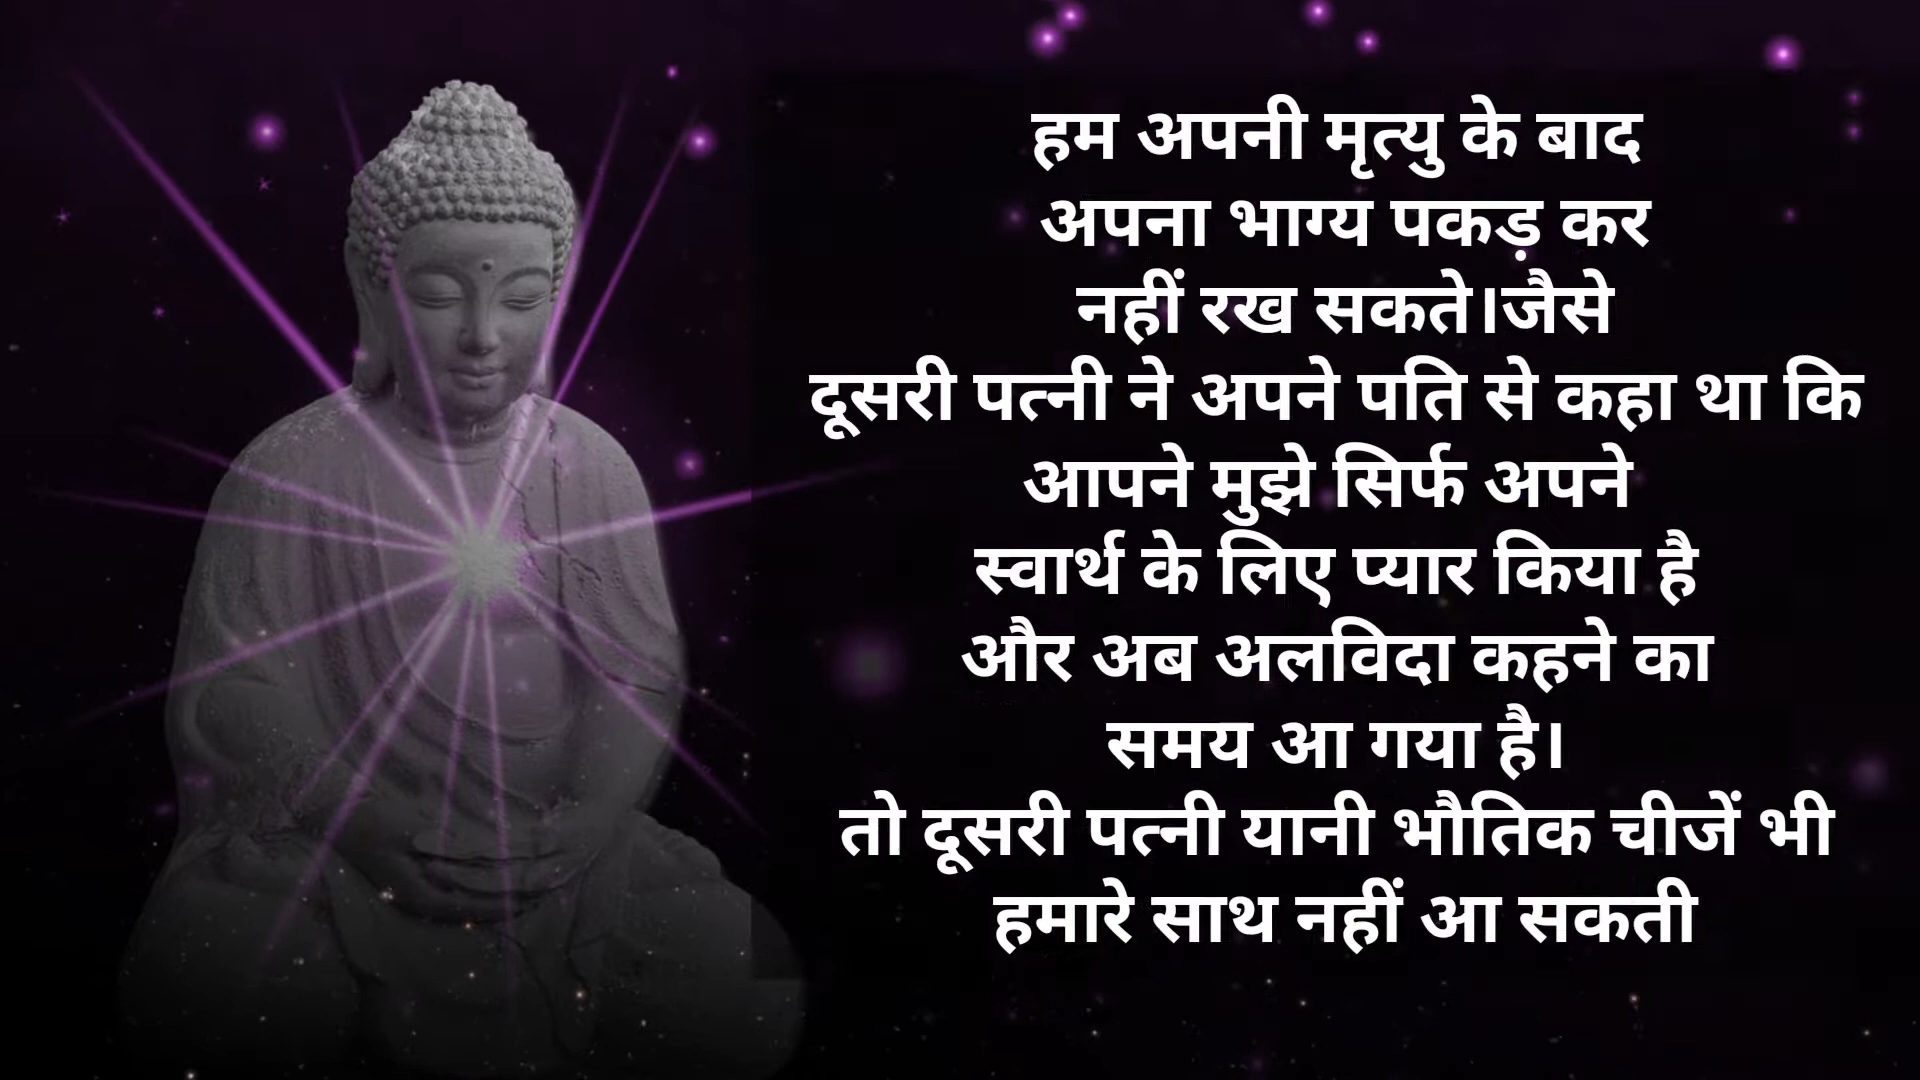 हम अपनी मृत्यु के बाद
अपना भाग्य पकड़ कर
नहीं रख सकते।जैसे
दूसरी पत्नी ने अपने पति से कहा था कि
आपने मुझे सिर्फ अपने
स्वार्थ के लिए प्यार किया है
और अब अलविदा कहने का
समय आ गया है।
तो दूसरी पत्नी यानी भौतिक चीजें भी
हमारे साथ नहीं आ सकती